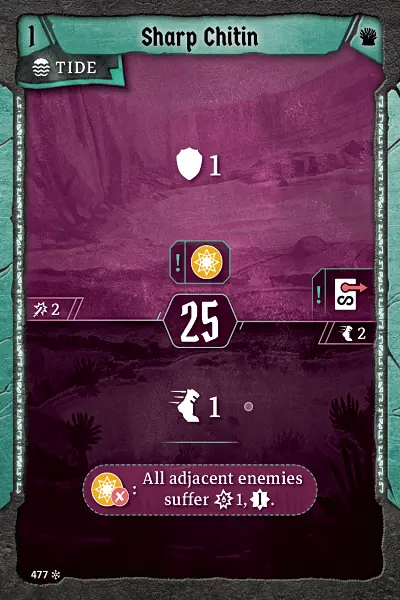 1 Sharp Chitin
TIDE
1
!
! S
2
25
2
1
: All adjacent enemies
suffer 1, !.
477